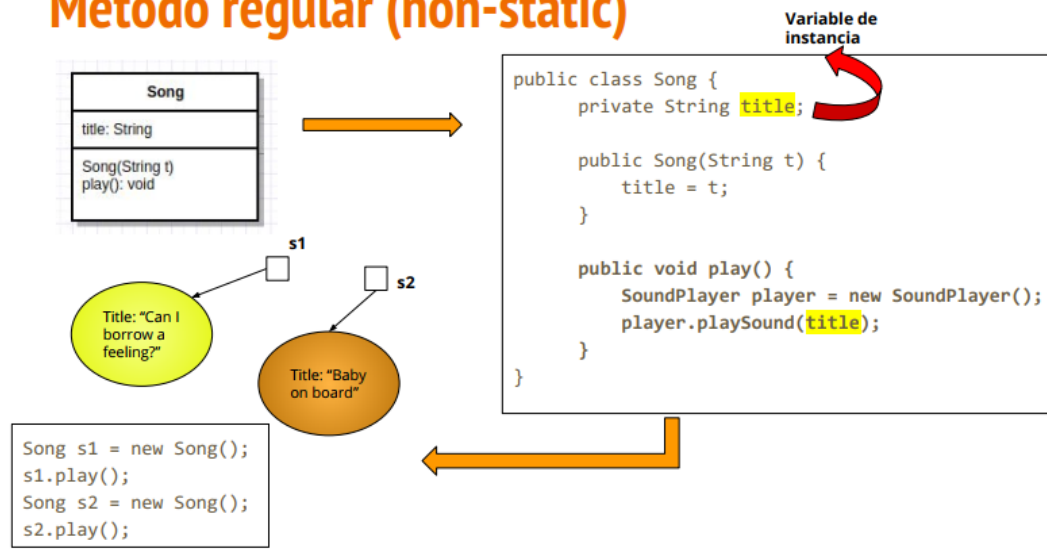 Método regular (non-static)
Variable de
instancia
Song
title: String
Song(String t)
play(): void
public class Song {
private String title;
public Song(String t) {
title = t;
}
public void play() {
SoundPlayer player = new SoundPlayer();
player.playSound(title);
}
}
s1
s2
Title: “Can I
borrow a
feeling?”
Title: “Baby
on board”
Song s1 = new Song();
s1.play();
Song s2 = new Song();
s2.play();